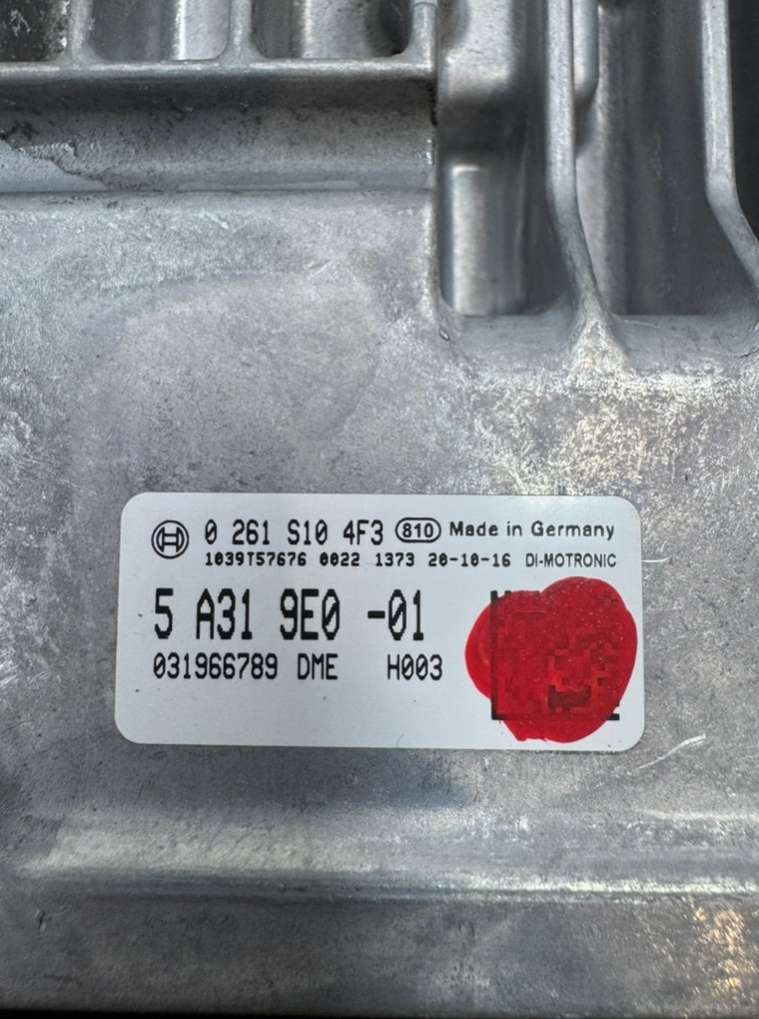 0 261 S10 4F3 810 Made in Germany
1039T57676 0022 1373 20-10-16 DI-MOTRONIC
5 A31 9E0 -01
031966789 DME H003